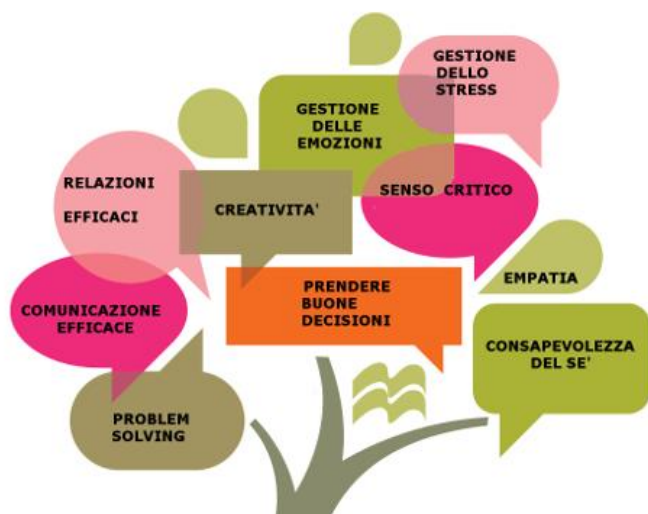 GESTIONE
DELLO
STRESS
GESTIONE
DELLE
EMOZIONI
RELAZIONI
EFFICACI
CREATIVITA'
SENSO CRITICO
EMPATIA
PRENDERE
BUONE
DECISIONI
COMUNICAZIONE
EFFICACE
CONSAPEVOLEZZA
DEL SE'
PROBLEM
SOLVING